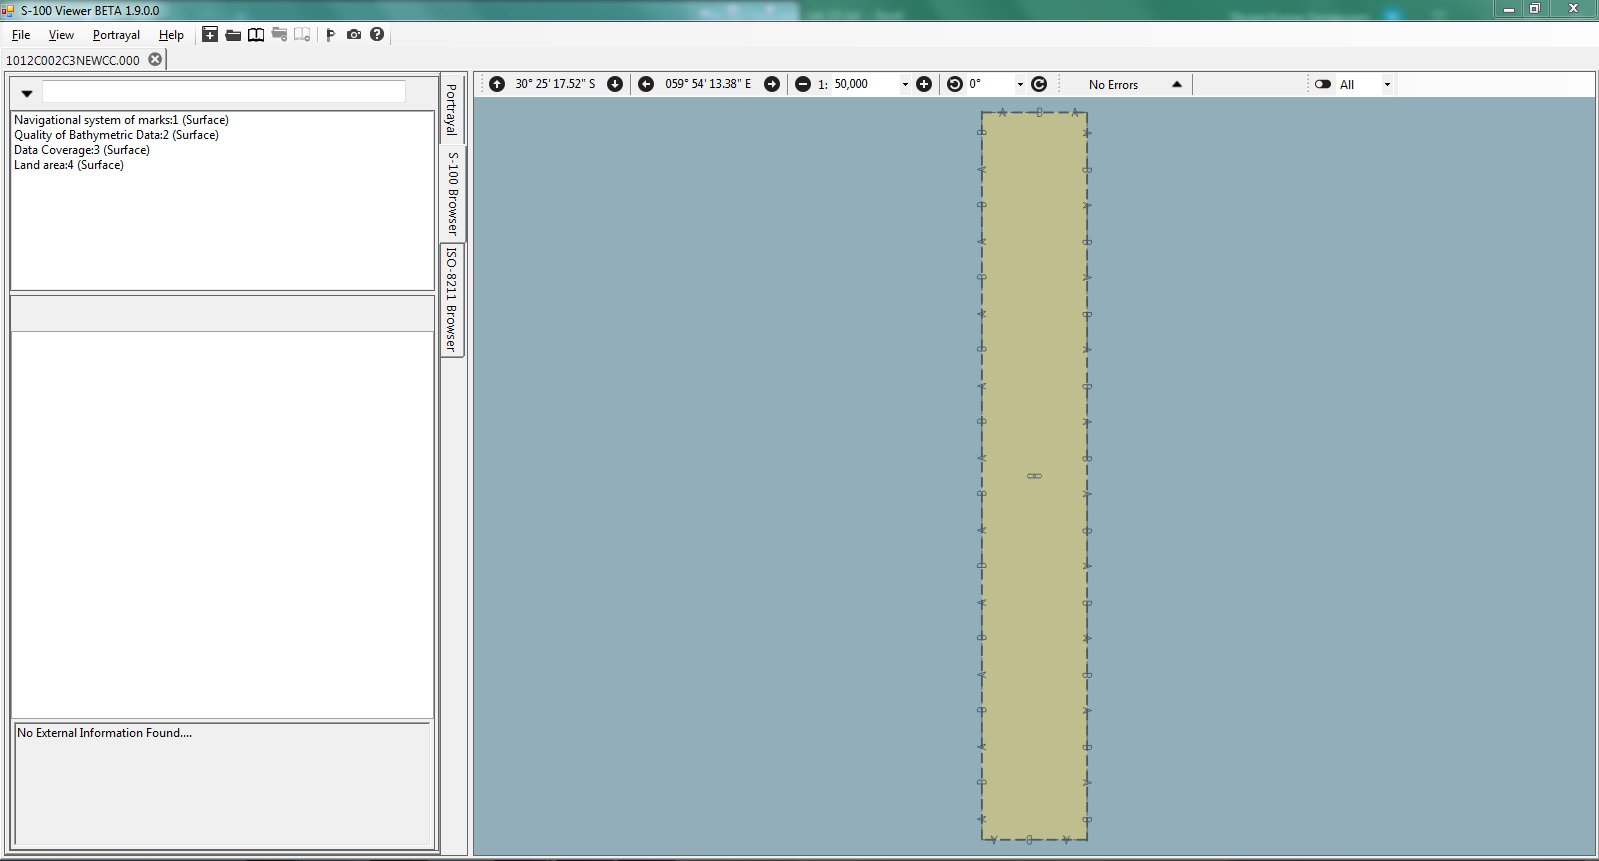 S-100 Viewer BETA 1.9.0.0
File View Portrayal Help
1012C002C3NEWCC.000
30° 25' 17.52" S 059° 54' 13.38" E 1: 50,000 0° No Errors All
Navigational system of marks:1 (Surface)
Quality of Bathymetric Data:2 (Surface)
Data Coverage:3 (Surface)
Land area:4 (Surface)
Portrayal
S-100 Browser
ISO-8211 Browser
No External Information Found....
A B A